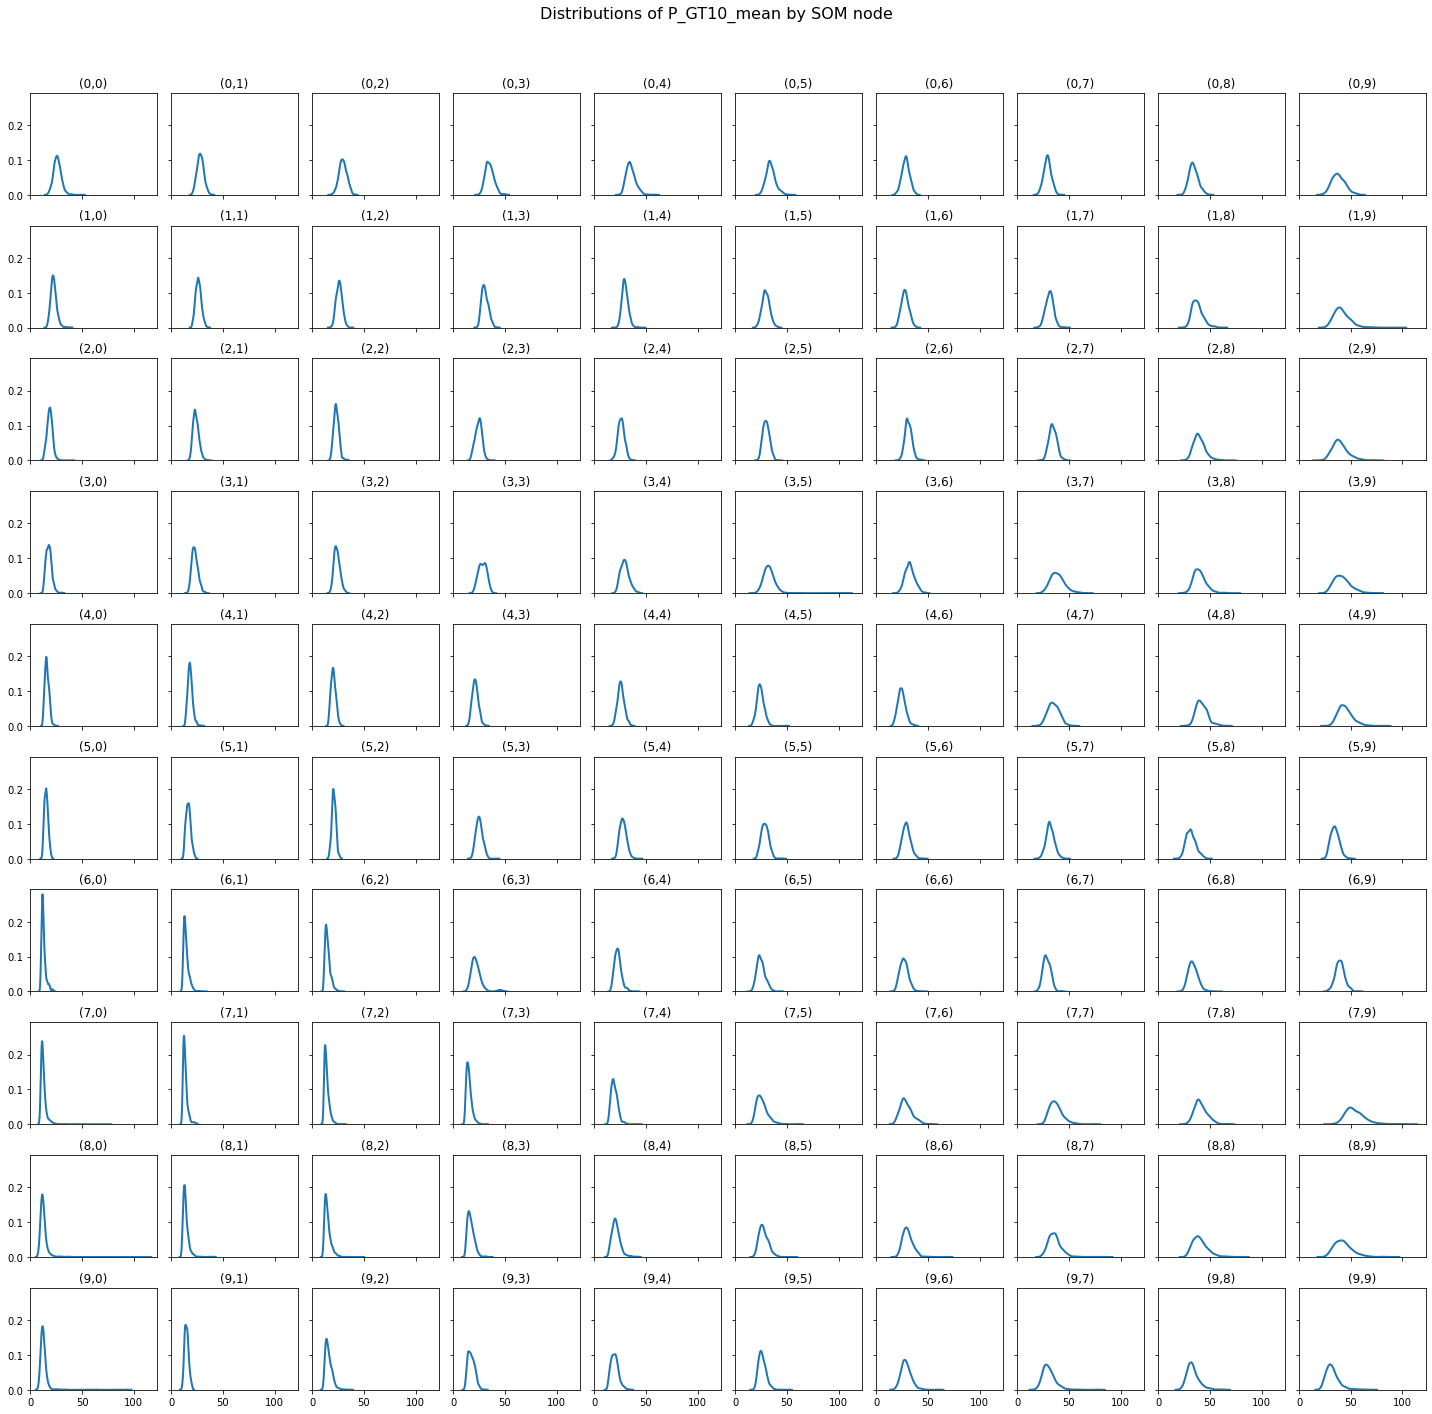 Distributions of P_GT10_mean by SOM node
(0,0) (0,1) (0,2) (0,3) (0,4) (0,5) (0,6) (0,7) (0,8) (0,9)
0.2
0.1
0.0
(1,0) (1,1) (1,2) (1,3) (1,4) (1,5) (1,6) (1,7) (1,8) (1,9)
0.2
0.1
0.0
(2,0) (2,1) (2,2) (2,3) (2,4) (2,5) (2,6) (2,7) (2,8) (2,9)
0.2
0.1
0.0
(3,0) (3,1) (3,2) (3,3) (3,4) (3,5) (3,6) (3,7) (3,8) (3,9)
0.2
0.1
0.0
(4,0) (4,1) (4,2) (4,3) (4,4) (4,5) (4,6) (4,7) (4,8) (4,9)
0.2
0.1
0.0
(5,0) (5,1) (5,2) (5,3) (5,4) (5,5) (5,6) (5,7) (5,8) (5,9)
0.2
0.1
0.0
(6,0) (6,1) (6,2) (6,3) (6,4) (6,5) (6,6) (6,7) (6,8) (6,9)
0.2
0.1
0.0
(7,0) (7,1) (7,2) (7,3) (7,4) (7,5) (7,6) (7,7) (7,8) (7,9)
0.2
0.1
0.0
(8,0) (8,1) (8,2) (8,3) (8,4) (8,5) (8,6) (8,7) (8,8) (8,9)
0.2
0.1
0.0
(9,0) (9,1) (9,2) (9,3) (9,4) (9,5) (9,6) (9,7) (9,8) (9,9)
0.2
0.1
0.0
0 50 100 0 50 100 0 50 100 0 50 100 0 50 100 0 50 100 0 50 100 0 50 100 0 50 100 0 50 100